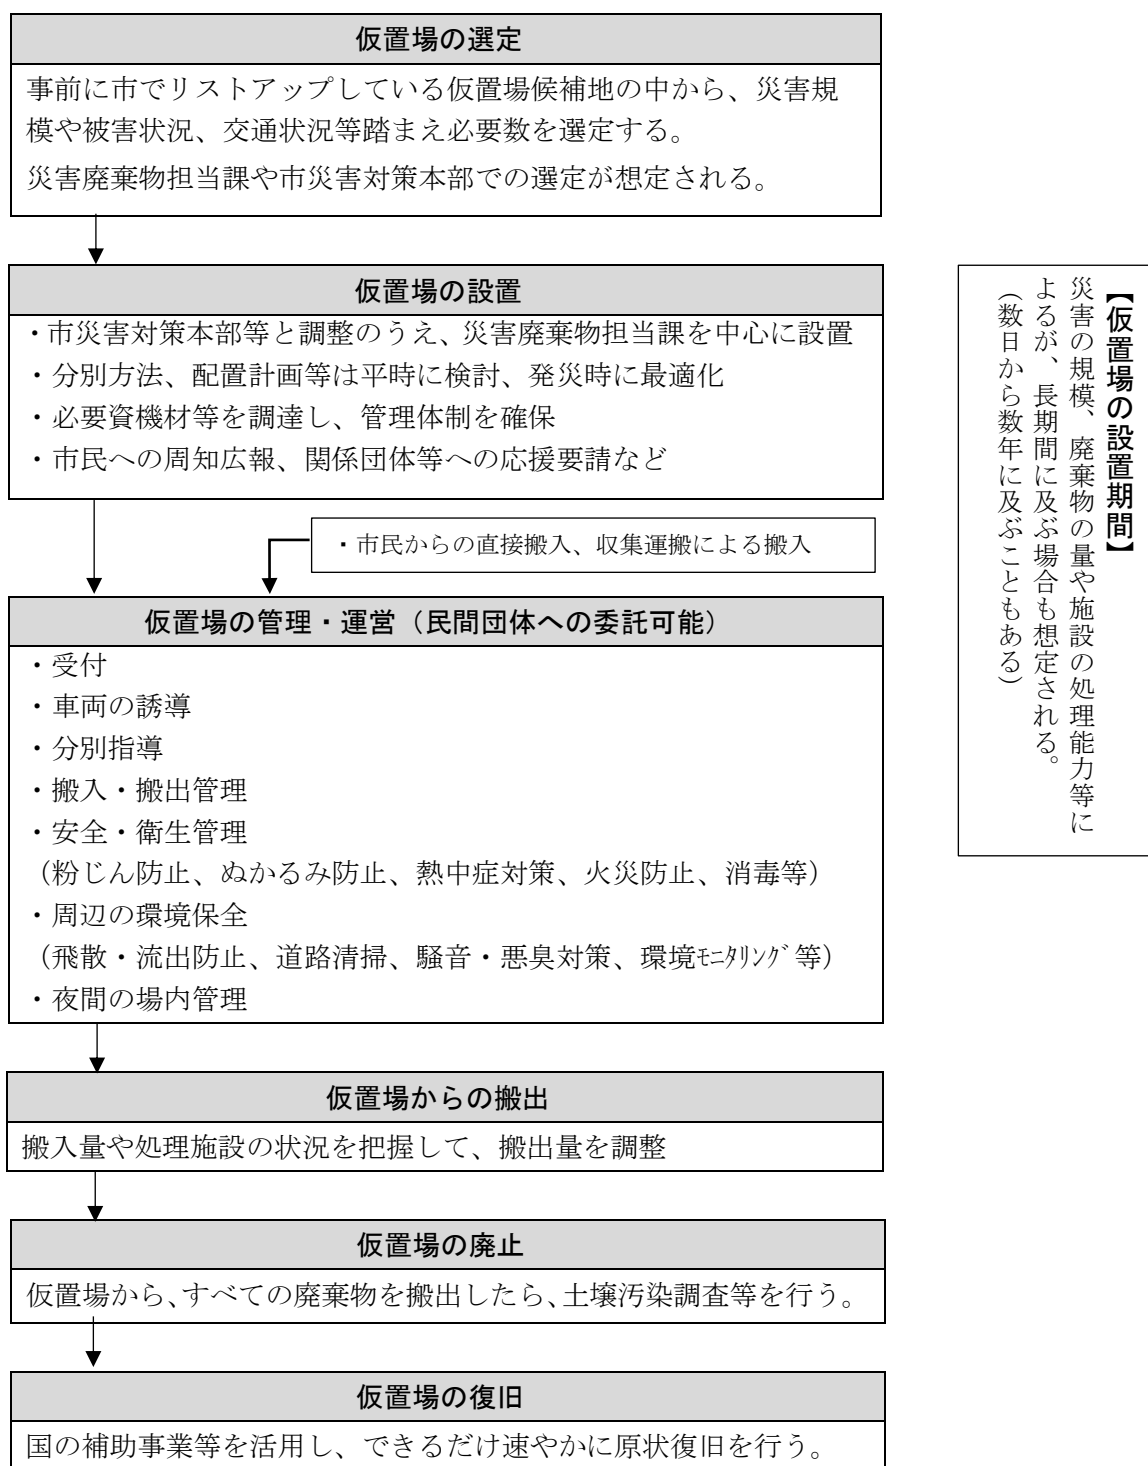 仮置場の選定
事前に市でリストアップしている仮置場候補地の中から、災害規
模や被害状況、交通状況等踏まえ必要数を選定する。
災害廃棄物担当課や市災害対策本部での選定が想定される。
仮置場の設置
・市災害対策本部等と調整のうえ、災害廃棄物担当課を中心に設置
・分別方法、配置計画等は平時に検討、発災時に最適化
・必要資機材等を調達し、管理体制を確保
・市民への周知広報、関係団体等への応援要請など
・市民からの直接搬入、収集運搬による搬入
仮置場の管理・運営（民間団体への委託可能）
・受付
・車両の誘導
・分別指導
・搬入・搬出管理
・安全・衛生管理
（粉じん防止、ぬかるみ防止、熱中症対策、火災防止、消毒等）
・周辺の環境保全
（飛散・流出防止、道路清掃、騒音・悪臭対策、環境ﾓﾆﾀﾘﾝｸﾞ等）
・夜間の場内管理
仮置場からの搬出
搬入量や処理施設の状況を把握して、搬出量を調整
仮置場の廃止
仮置場から、すべての廃棄物を搬出したら、土壌汚染調査等を行う。
仮置場の復旧
国の補助事業等を活用し、できるだけ速やかに原状復旧を行う。
【仮置場の設置期間】
災害の規模、廃棄物の量や施設の処理能力等に
よるが、長期間に及ぶ場合も想定される。
（数日から数年に及ぶこともある）